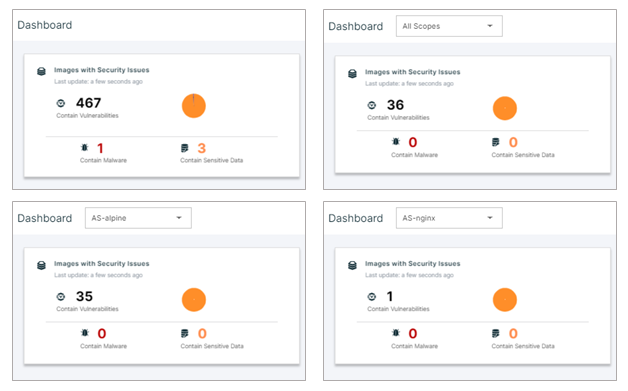 Dashboard
Images with Security Issues
Last update: a few seconds ago
467
Contain Vulnerabilities
1
Contain Malware
3
Contain Sensitive Data
Dashboard
All Scopes
Images with Security Issues
Last update: a few seconds ago
36
Contain Vulnerabilities
0
Contain Malware
0
Contain Sensitive Data
Dashboard
AS-alpine
Images with Security Issues
Last update: a few seconds ago
35
Contain Vulnerabilities
0
Contain Malware
0
Contain Sensitive Data
Dashboard
AS-nginx
Images with Security Issues
Last update: a few seconds ago
1
Contain Vulnerabilities
0
Contain Malware
0
Contain Sensitive Data